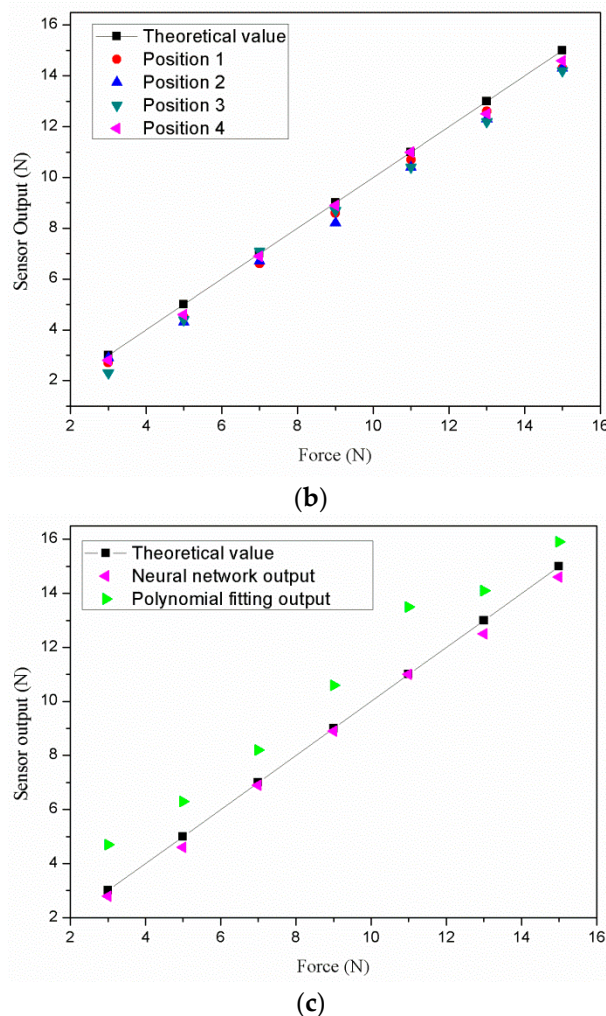 16
14
12
10
8
6
4
2
Sensor Output (N)
Theoretical value
Position 1
Position 2
Position 3
Position 4
2 4 6 8 10 12 14 16
Force (N)
(b)
16
14
12
10
8
6
4
2
Sensor output (N)
Theoretical value
Neural network output
Polynomial fitting output
2 4 6 8 10 12 14 16
Force (N)
(c)